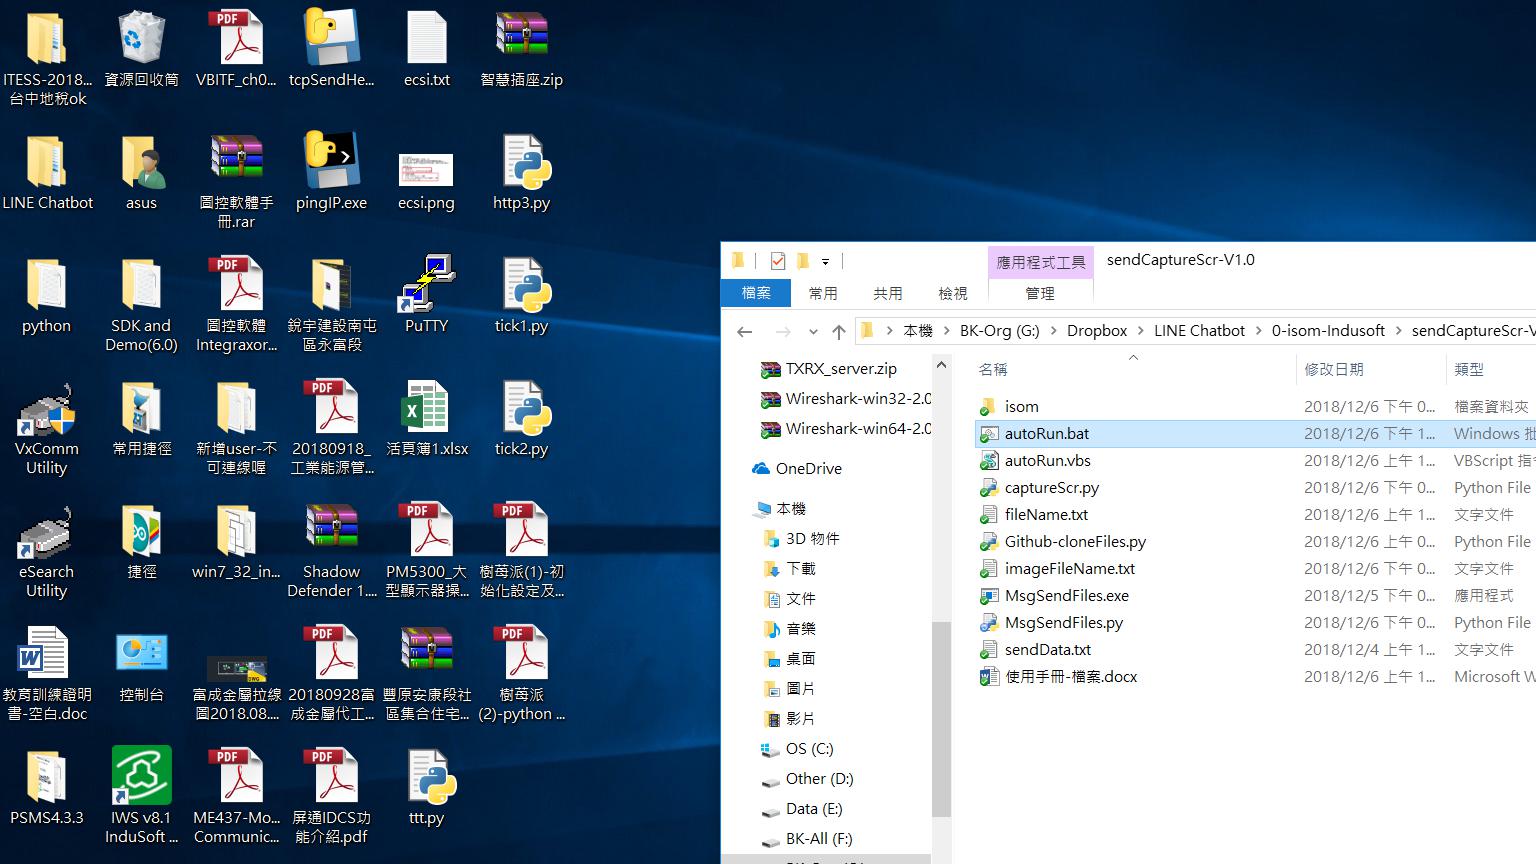 ITESS-2018...
台中地稅ok
資源回收筒
VBITF_ch0...
tcpSendHe...
ecsi.txt
智慧插座.zip
LINE Chatbot
asus
圖控軟體手
冊.rar
pingIP.exe
ecsi.png
http3.py
python
SDK and
Demo(6.0)
圖控軟體
Integraxor...
銳宇建設南屯
區永富段
PuTTY
tick1.py
VxComm
Utility
常用捷徑
新增user-不
可連線喔
20180918_
工業能源管...
活頁簿1.xlsx
tick2.py
eSearch
Utility
捷徑
win7_32_in...
Shadow
Defender 1....
PM5300_大
型顯示器操...
樹莓派(1)-初
始化設定及...
教育訓練證明
書-空白.doc
控制台
富成金屬拉線
圖2018.08....
20180928富
成金屬代工...
豐原安康段社
區集合住宅...
樹莓派
(2)-python ...
PSMS4.3.3
IWS v8.1
InduSoft ...
ME437-Mo...
Communic...
屏通IDCS功
能介紹.pdf
ttt.py
應用程式工具
sendCaptureScr-V1.0
檔案
常用
共用
檢視
管理
本機 > BK-Org (G:) > Dropbox > LINE Chatbot > 0-isom-Indusoft > sendCaptureScr-V
TXRX_server.zip
Wireshark-win32-2.0
Wireshark-win64-2.0
OneDrive
本機
3D 物件
下載
文件
音樂
桌面
圖片
影片
OS (C:)
Other (D:)
Data (E:)
BK-All (F:)
名稱 修改日期 類型
isom 2018/12/6 下午 0... 檔案資料夾
autoRun.bat 2018/12/6 下午 1... Windows 批
autoRun.vbs 2018/12/6 上午 1... VBScript 指令
captureScr.py 2018/12/6 下午 0... Python File
fileName.txt 2018/12/6 下午 1... 文字文件
Github-cloneFiles.py 2018/12/6 下午 0... Python File
imageFileName.txt 2018/12/6 下午 0... 文字文件
MsgSendFiles.exe 2018/12/5 下午 0... 應用程式
MsgSendFiles.py 2018/12/6 下午 0... Python File
sendData.txt 2018/12/4 上午 1... 文字文件
使用手冊-檔案.docx 2018/12/6 上午 1... Microsoft W